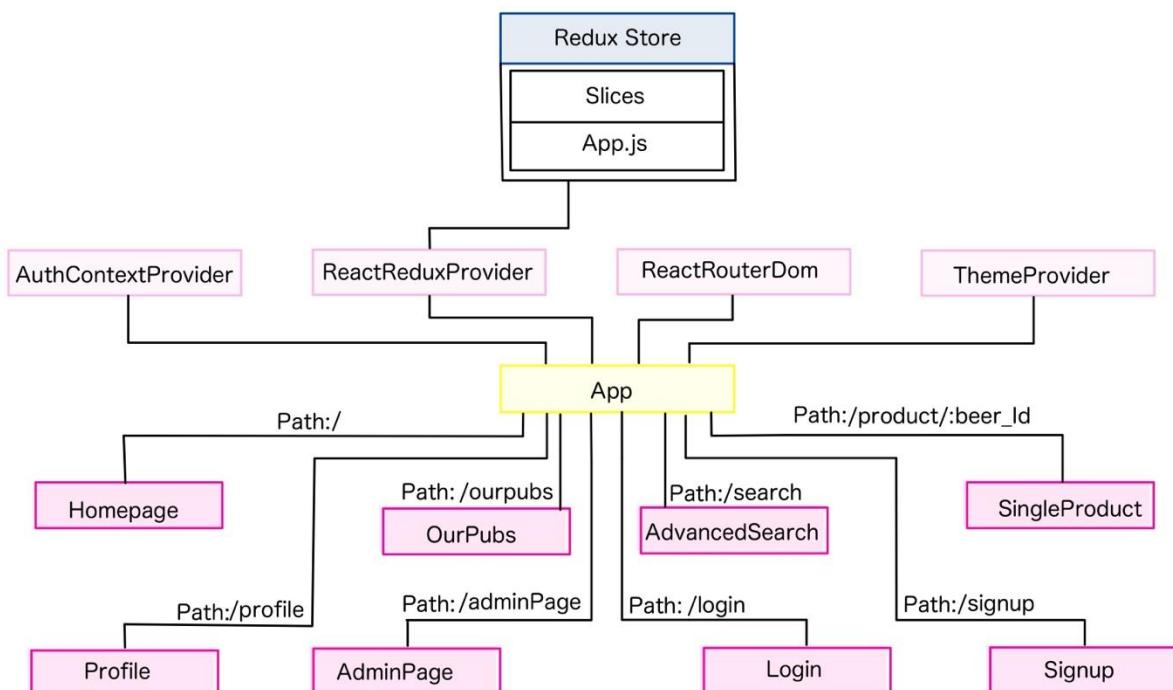 Redux Store
Slices
App.js
AuthContextProvider
ReactReduxProvider
ReactRouterDom
ThemeProvider
App
Path:/
Path:/product/:beer_Id
Homepage
Path: /ourpubs
OurPubs
Path:/search
AdvancedSearch
SingleProduct
Path:/profile
Path: /adminPage
Path: /login
Path:/signup
Profile
AdminPage
Login
Signup